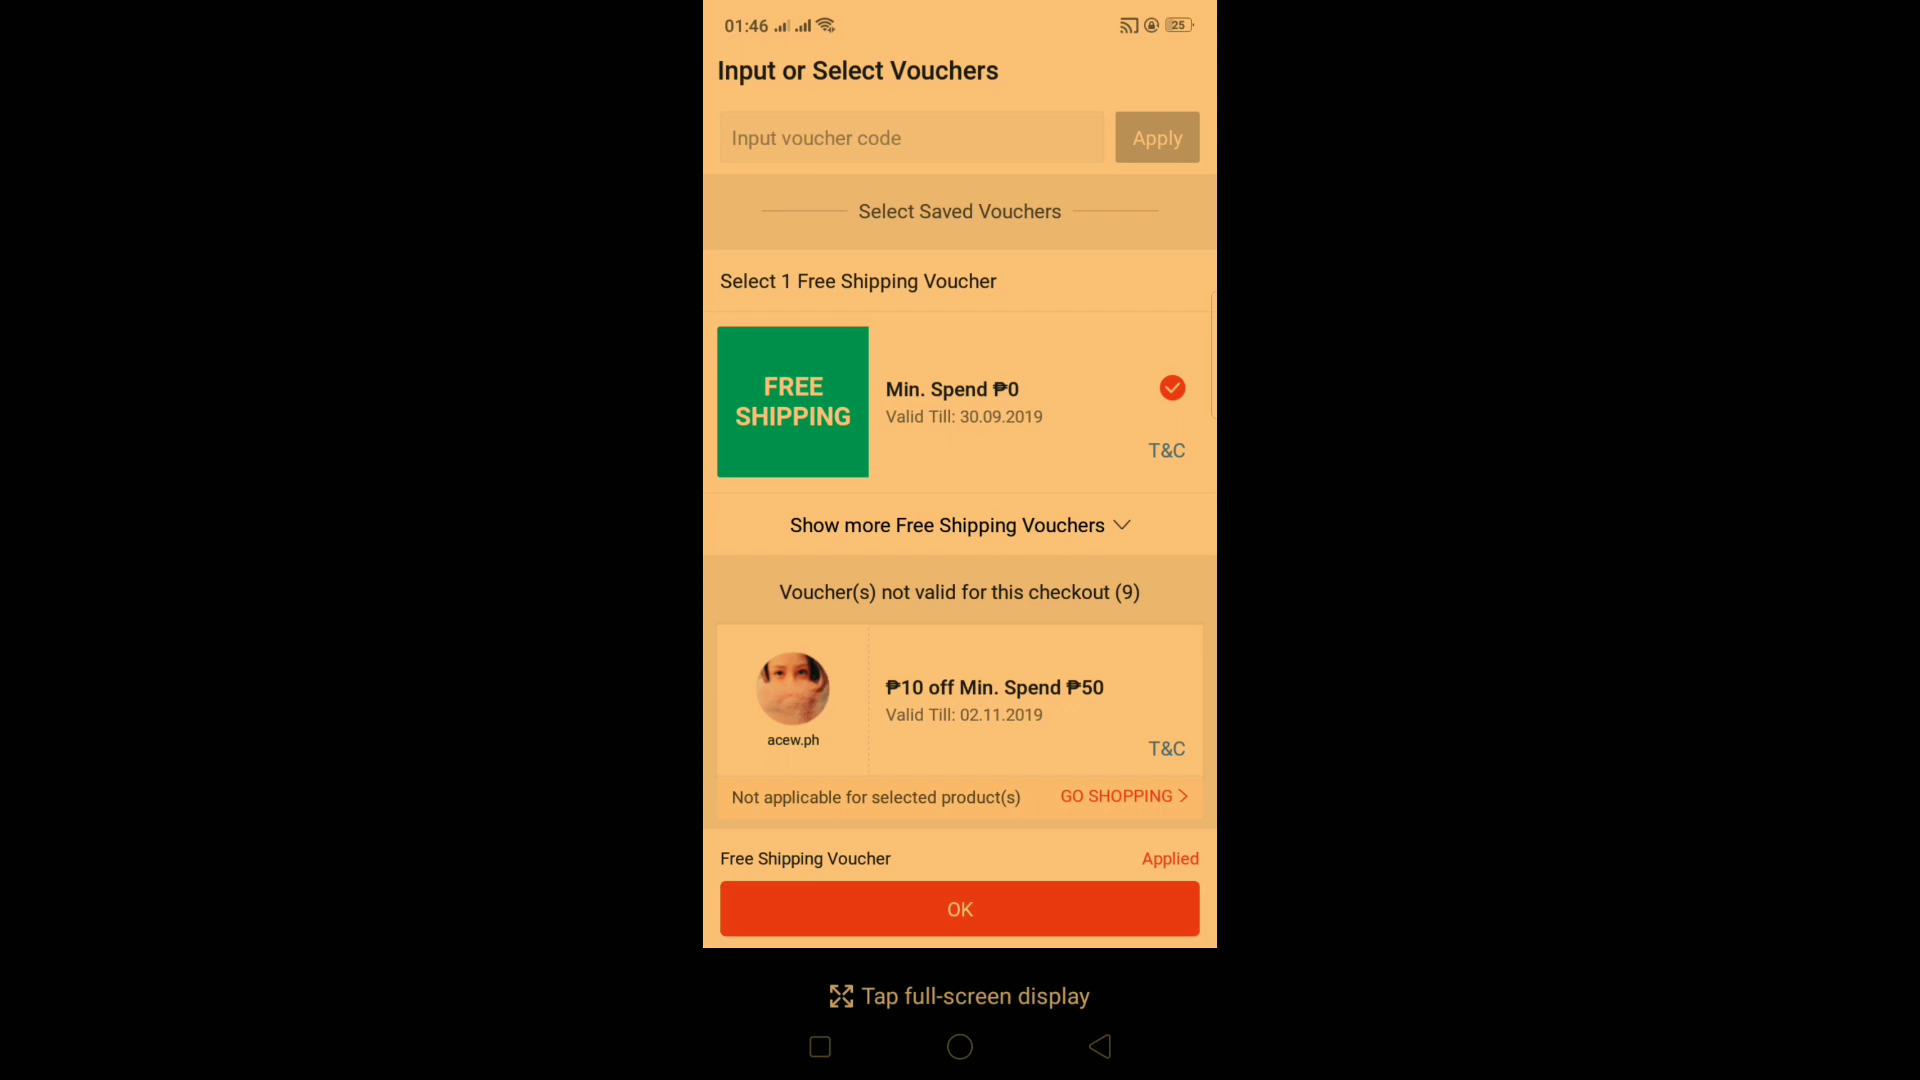 01:46
25
Input or Select Vouchers
Input voucher code
Apply
Select Saved Vouchers
Select 1 Free Shipping Voucher
FREE
SHIPPING
Min. Spend ₱0
Valid Till: 30.09.2019
T&C
Show more Free Shipping Vouchers
Voucher(s) not valid for this checkout (9)
acew.ph
₱10 off Min. Spend ₱50
Valid Till: 02.11.2019
T&C
Not applicable for selected product(s)
GO SHOPPING >
Free Shipping Voucher
Applied
OK
Tap full-screen display